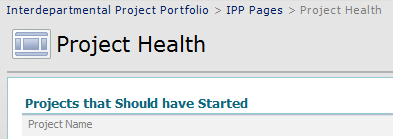 Interdepartmental Project Portfolio > IPP Pages > Project Health
Project Health
Projects that Should have Started
Project Name